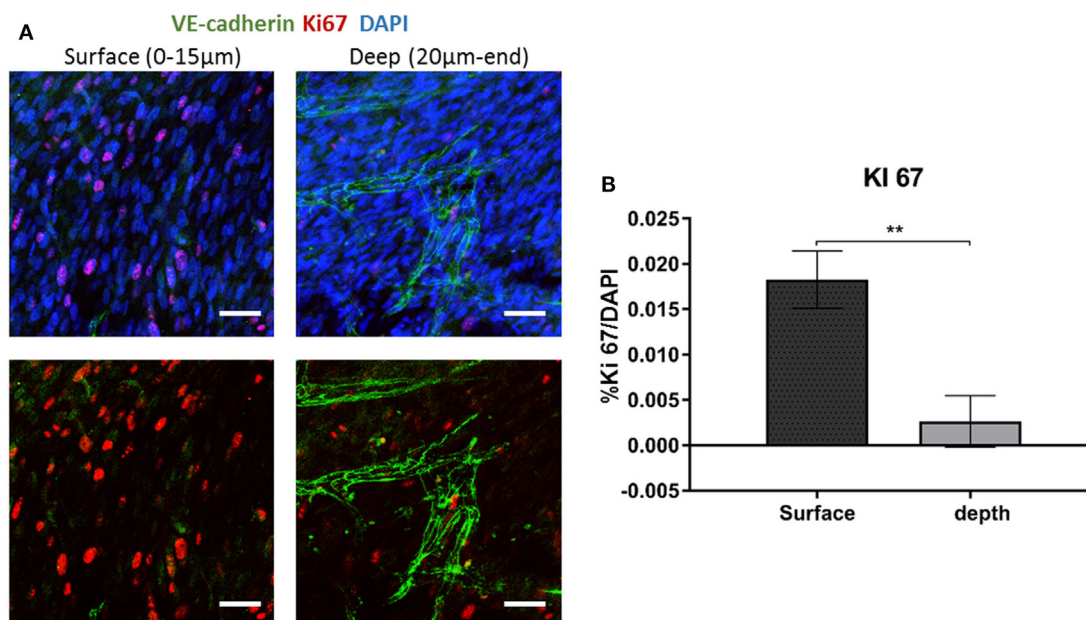 A
VE-cadherin Ki67 DAPI
Surface (0-15µm)
Deep (20µm-end)
B
KI 67
**
%Ki 67/DAPI
0.025
0.020
0.015
0.010
0.005
0.000
-0.005
Surface
depth